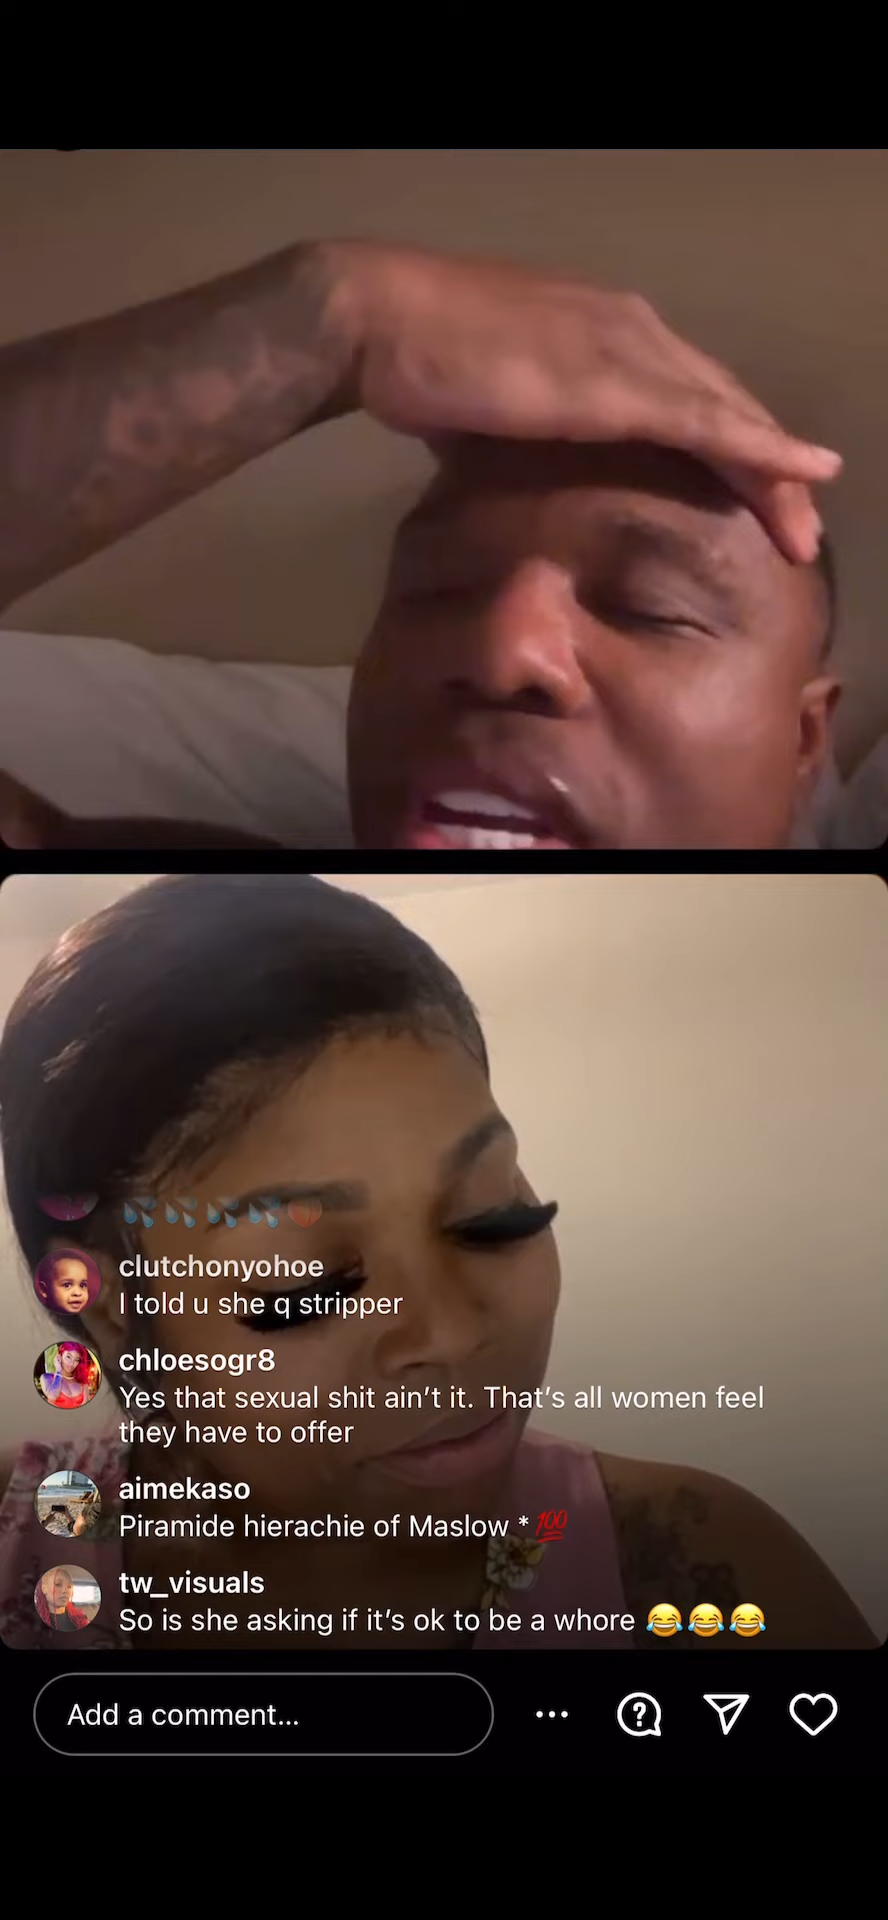 💦💦💦💦🍑
clutchonyohoe
I told u she q stripper
chloesogr8
Yes that sexual shit ain’t it. That’s all women feel
they have to offer
aimekaso
Piramide hierachie of Maslow * 💯
tw_visuals
So is she asking if it’s ok to be a whore 😂😂😂
Add a comment...